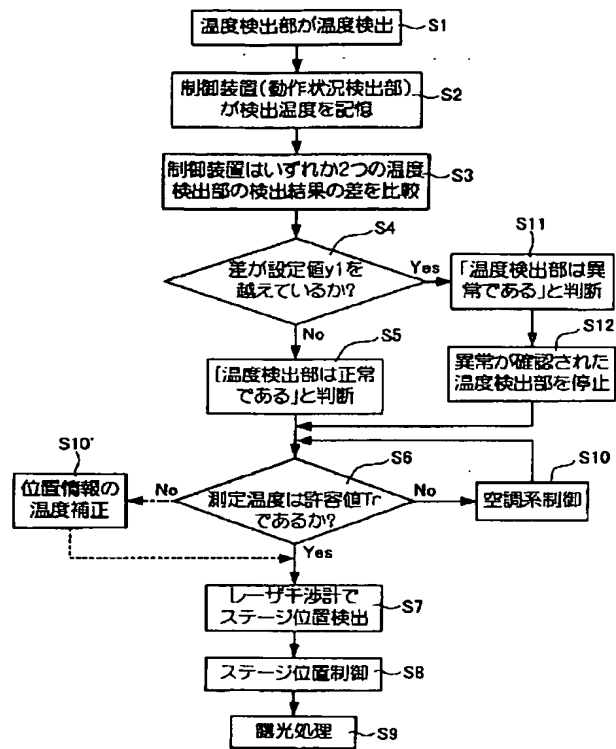 温度検出部が温度検出
S1
制御装置(動作状況検出部)
が検出温度を記憶
S2
制御装置はいずれか2つの温度
検出部の検出結果の差を比較
S3
S4
差が設定値y1を
越えているか?
Yes
No
S11
「温度検出部は異
常である」と判断
S12
異常が確認された
温度検出部を停止
S5
[温度検出部は正常
である」と判断
S6
測定温度は許容値Tr
であるか?
No
No
Yes
S10'
位置情報の
温度補正
S10
空調系制御
レーザ干渉計で
ステージ位置検出
S7
ステージ位置制御
S8
露光処理
S9